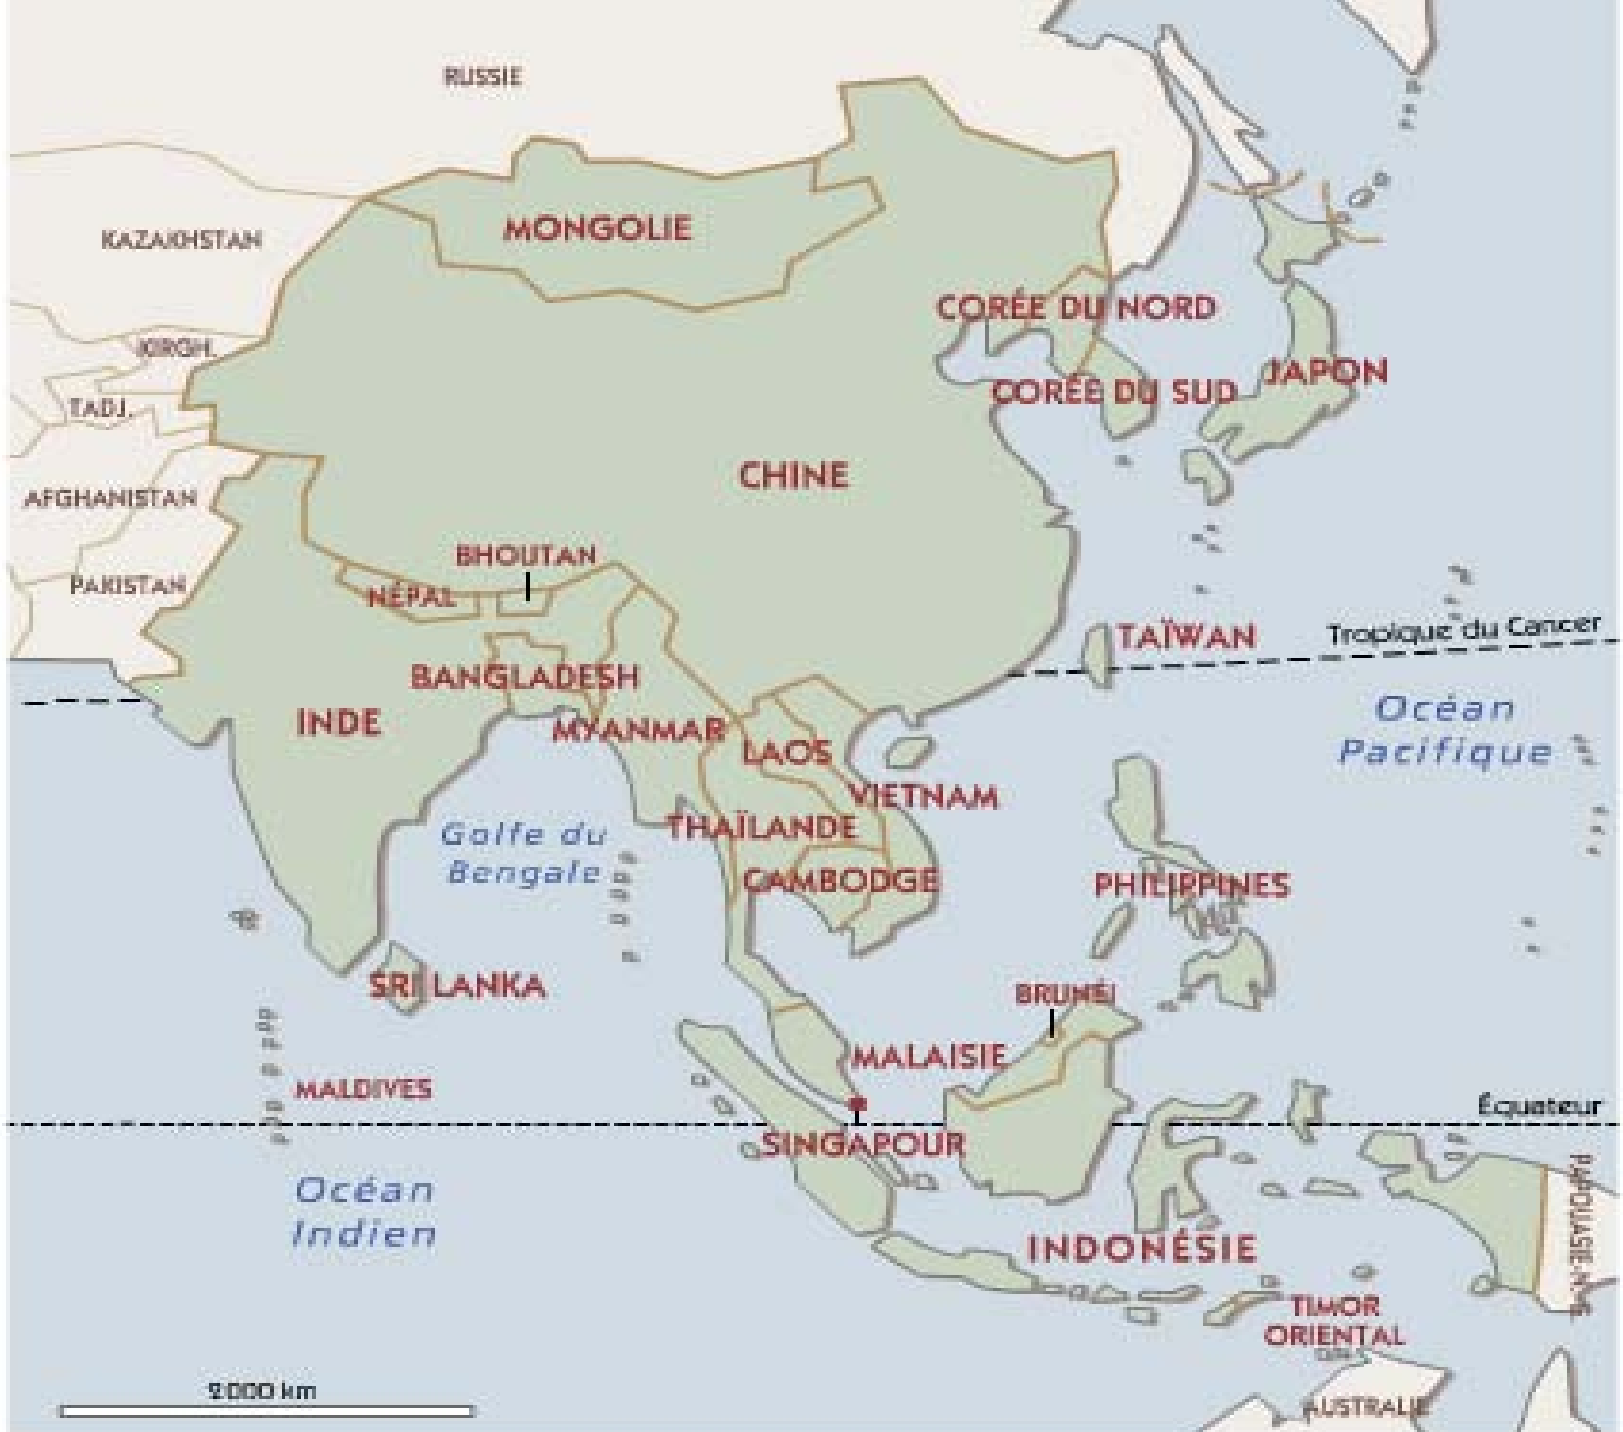 RUSSIE
MONGOLIE
KAZAKHSTAN
CORÉE DU NORD
KIRGH.
JAPON
CORÉE DU SUD
TADJ.
CHINE
AFGHANISTAN
BHOUTAN
PAKISTAN
NÉPAL
Tropique du Cancer
TAÏWAN
BANGLADESH
Océan
Pacifique
INDE
MYANMAR
LAOS
VIETNAM
Golfe du
Bengale
THAÏLANDE
CAMBODGE
PHILIPPINES
SRI LANKA
BRUNÉI
MALAISIE
MALDIVES
Équateur
SINGAPOUR
Océan
Indien
INDONÉSIE
PAPOUASIE-N.-G.
TIMOR
ORIENTAL
2000 km
AUSTRALIE